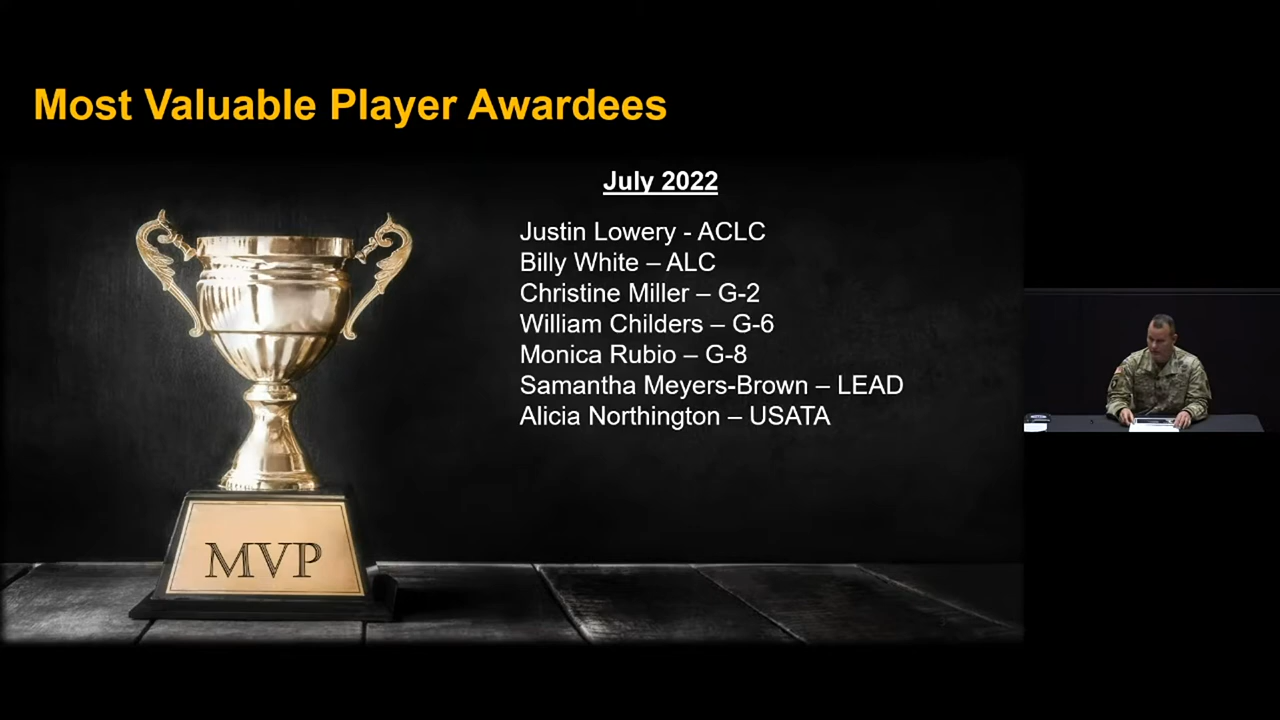 Most Valuable Player Awardees
July 2022
Justin Lowery - ACLC
Billy White – ALC
Christine Miller – G-2
William Childers – G-6
Monica Rubio – G-8
Samantha Meyers-Brown – LEAD
Alicia Northington – USATA
MVP